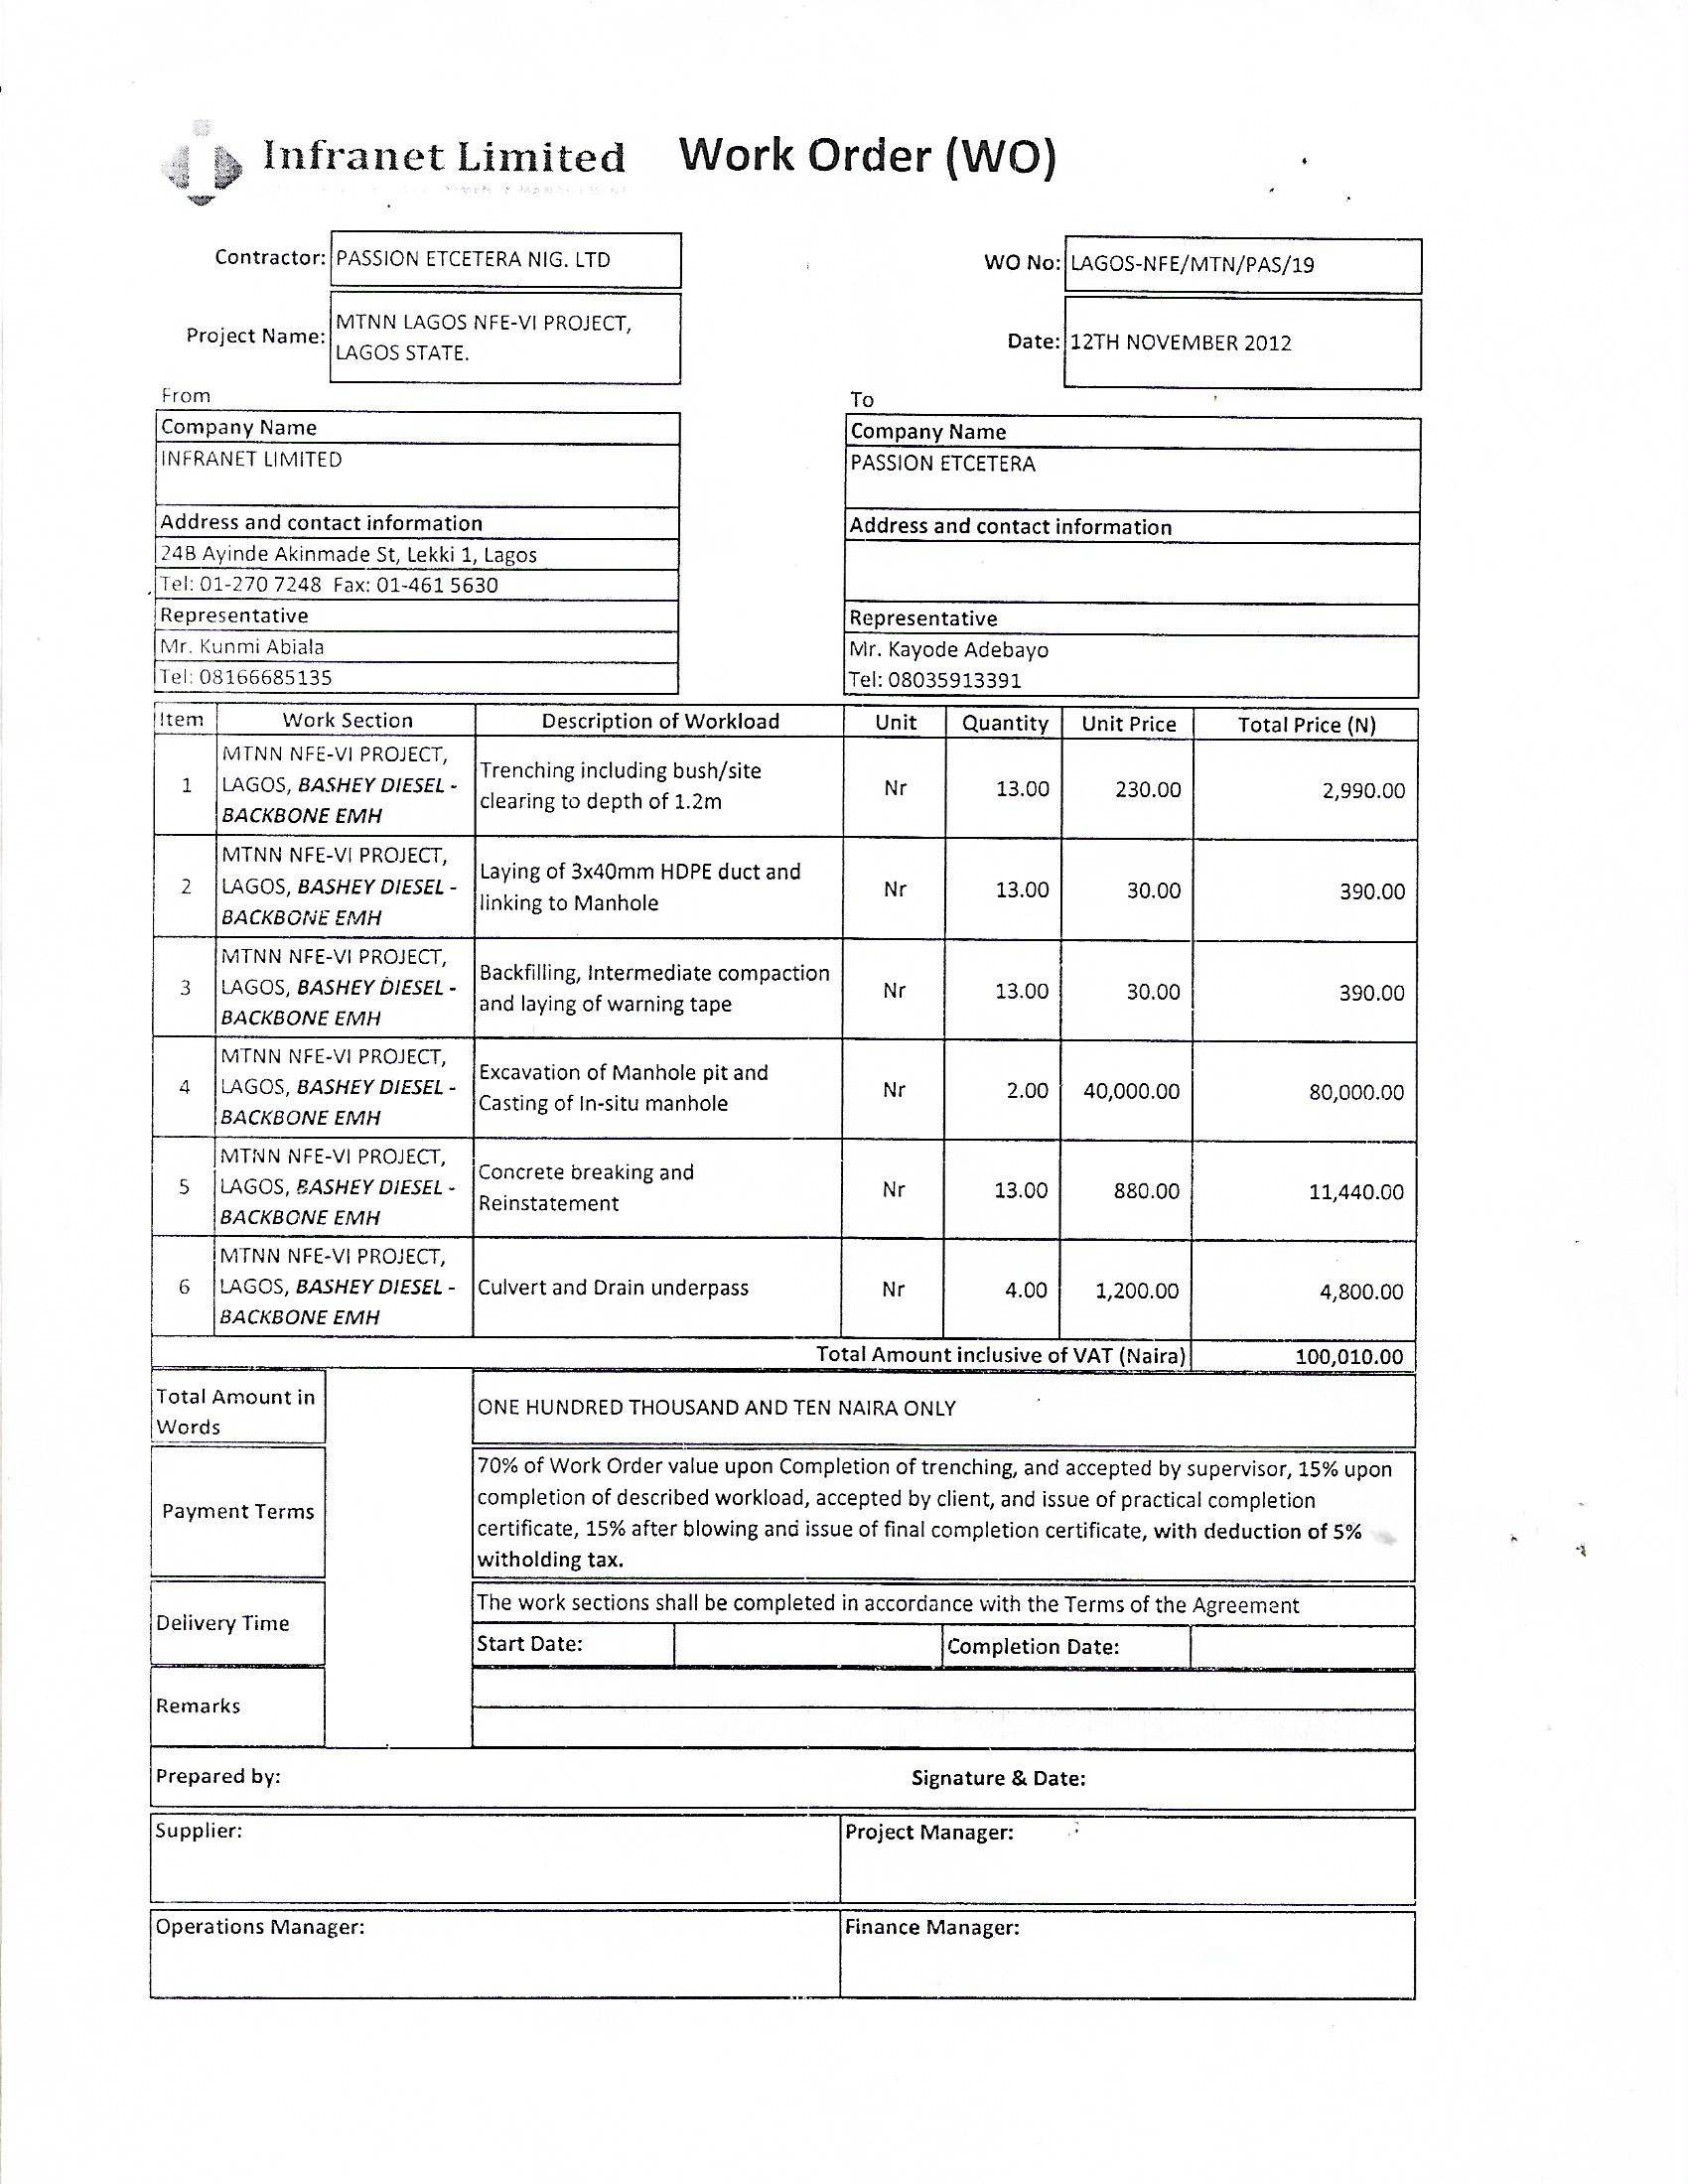 Infranet Limited Work Order (WO)
Contractor: PASSION ETCETERA NIG. LTD
WO No: LAGOS-NFE/MTN/PAS/19
Project Name: MTNN LAGOS NFE-VI PROJECT,
LAGOS STATE.
Date: 12TH NOVEMBER 2012
From
Company Name
INFRANET LIMITED
Address and contact information
24B Ayinde Akinmade St, Lekki 1, Lagos
Tel: 01-270 7248 Fax: 01-461 5630
Representative
Mr. Kunmi Abiala
Tel: 08166685135
To
Company Name
PASSION ETCETERA
Address and contact information
Representative
Mr. Kayode Adebayo
Tel: 08035913391
Item Work Section Description of Workload Unit Quantity Unit Price Total Price (N)
MTNN NFE-VI PROJECT,
1 LAGOS, BASHEY DIESEL - Trenching including bush/site Nr 13.00 230.00 2,990.00
BACKBONE EMH clearing to depth of 1.2m
MTNN NFE-VI PROJECT,
2 LAGOS, BASHEY DIESEL - Laying of 3x40mm HDPE duct and Nr 13.00 30.00 390.00
BACKBONE EMH linking to Manhole
MTNN NFE-VI PROJECT,
3 LAGOS, BASHEY DIESEL - Backfilling, Intermediate compaction Nr 13.00 30.00 390.00
BACKBONE EMH and laying of warning tape
MTNN NFE-VI PROJECT,
4 LAGOS, BASHEY DIESEL - Excavation of Manhole pit and Nr 2.00 40,000.00 80,000.00
BACKBONE EMH Casting of In-situ manhole
MTNN NFE-VI PROJECT,
5 LAGOS, BASHEY DIESEL - Concrete breaking and Nr 13.00 880.00 11,440.00
BACKBONE EMH Reinstatement
MTNN NFE-VI PROJECT,
6 LAGOS, BASHEY DIESEL - Culvert and Drain underpass Nr 4.00 1,200.00 4,800.00
BACKBONE EMH
Total Amount inclusive of VAT (Naira) 100,010.00
Total Amount in
Words
ONE HUNDRED THOUSAND AND TEN NAIRA ONLY
Payment Terms
70% of Work Order value upon Completion of trenching, and accepted by supervisor, 15% upon
completion of described workload, accepted by client, and issue of practical completion
certificate, 15% after blowing and issue of final completion certificate, with deduction of 5%
witholding tax.
Delivery Time
The work sections shall be completed in accordance with the Terms of the Agreement
Start Date: Completion Date:
Remarks
Prepared by: Signature & Date:
Supplier: Project Manager:
Operations Manager: Finance Manager: